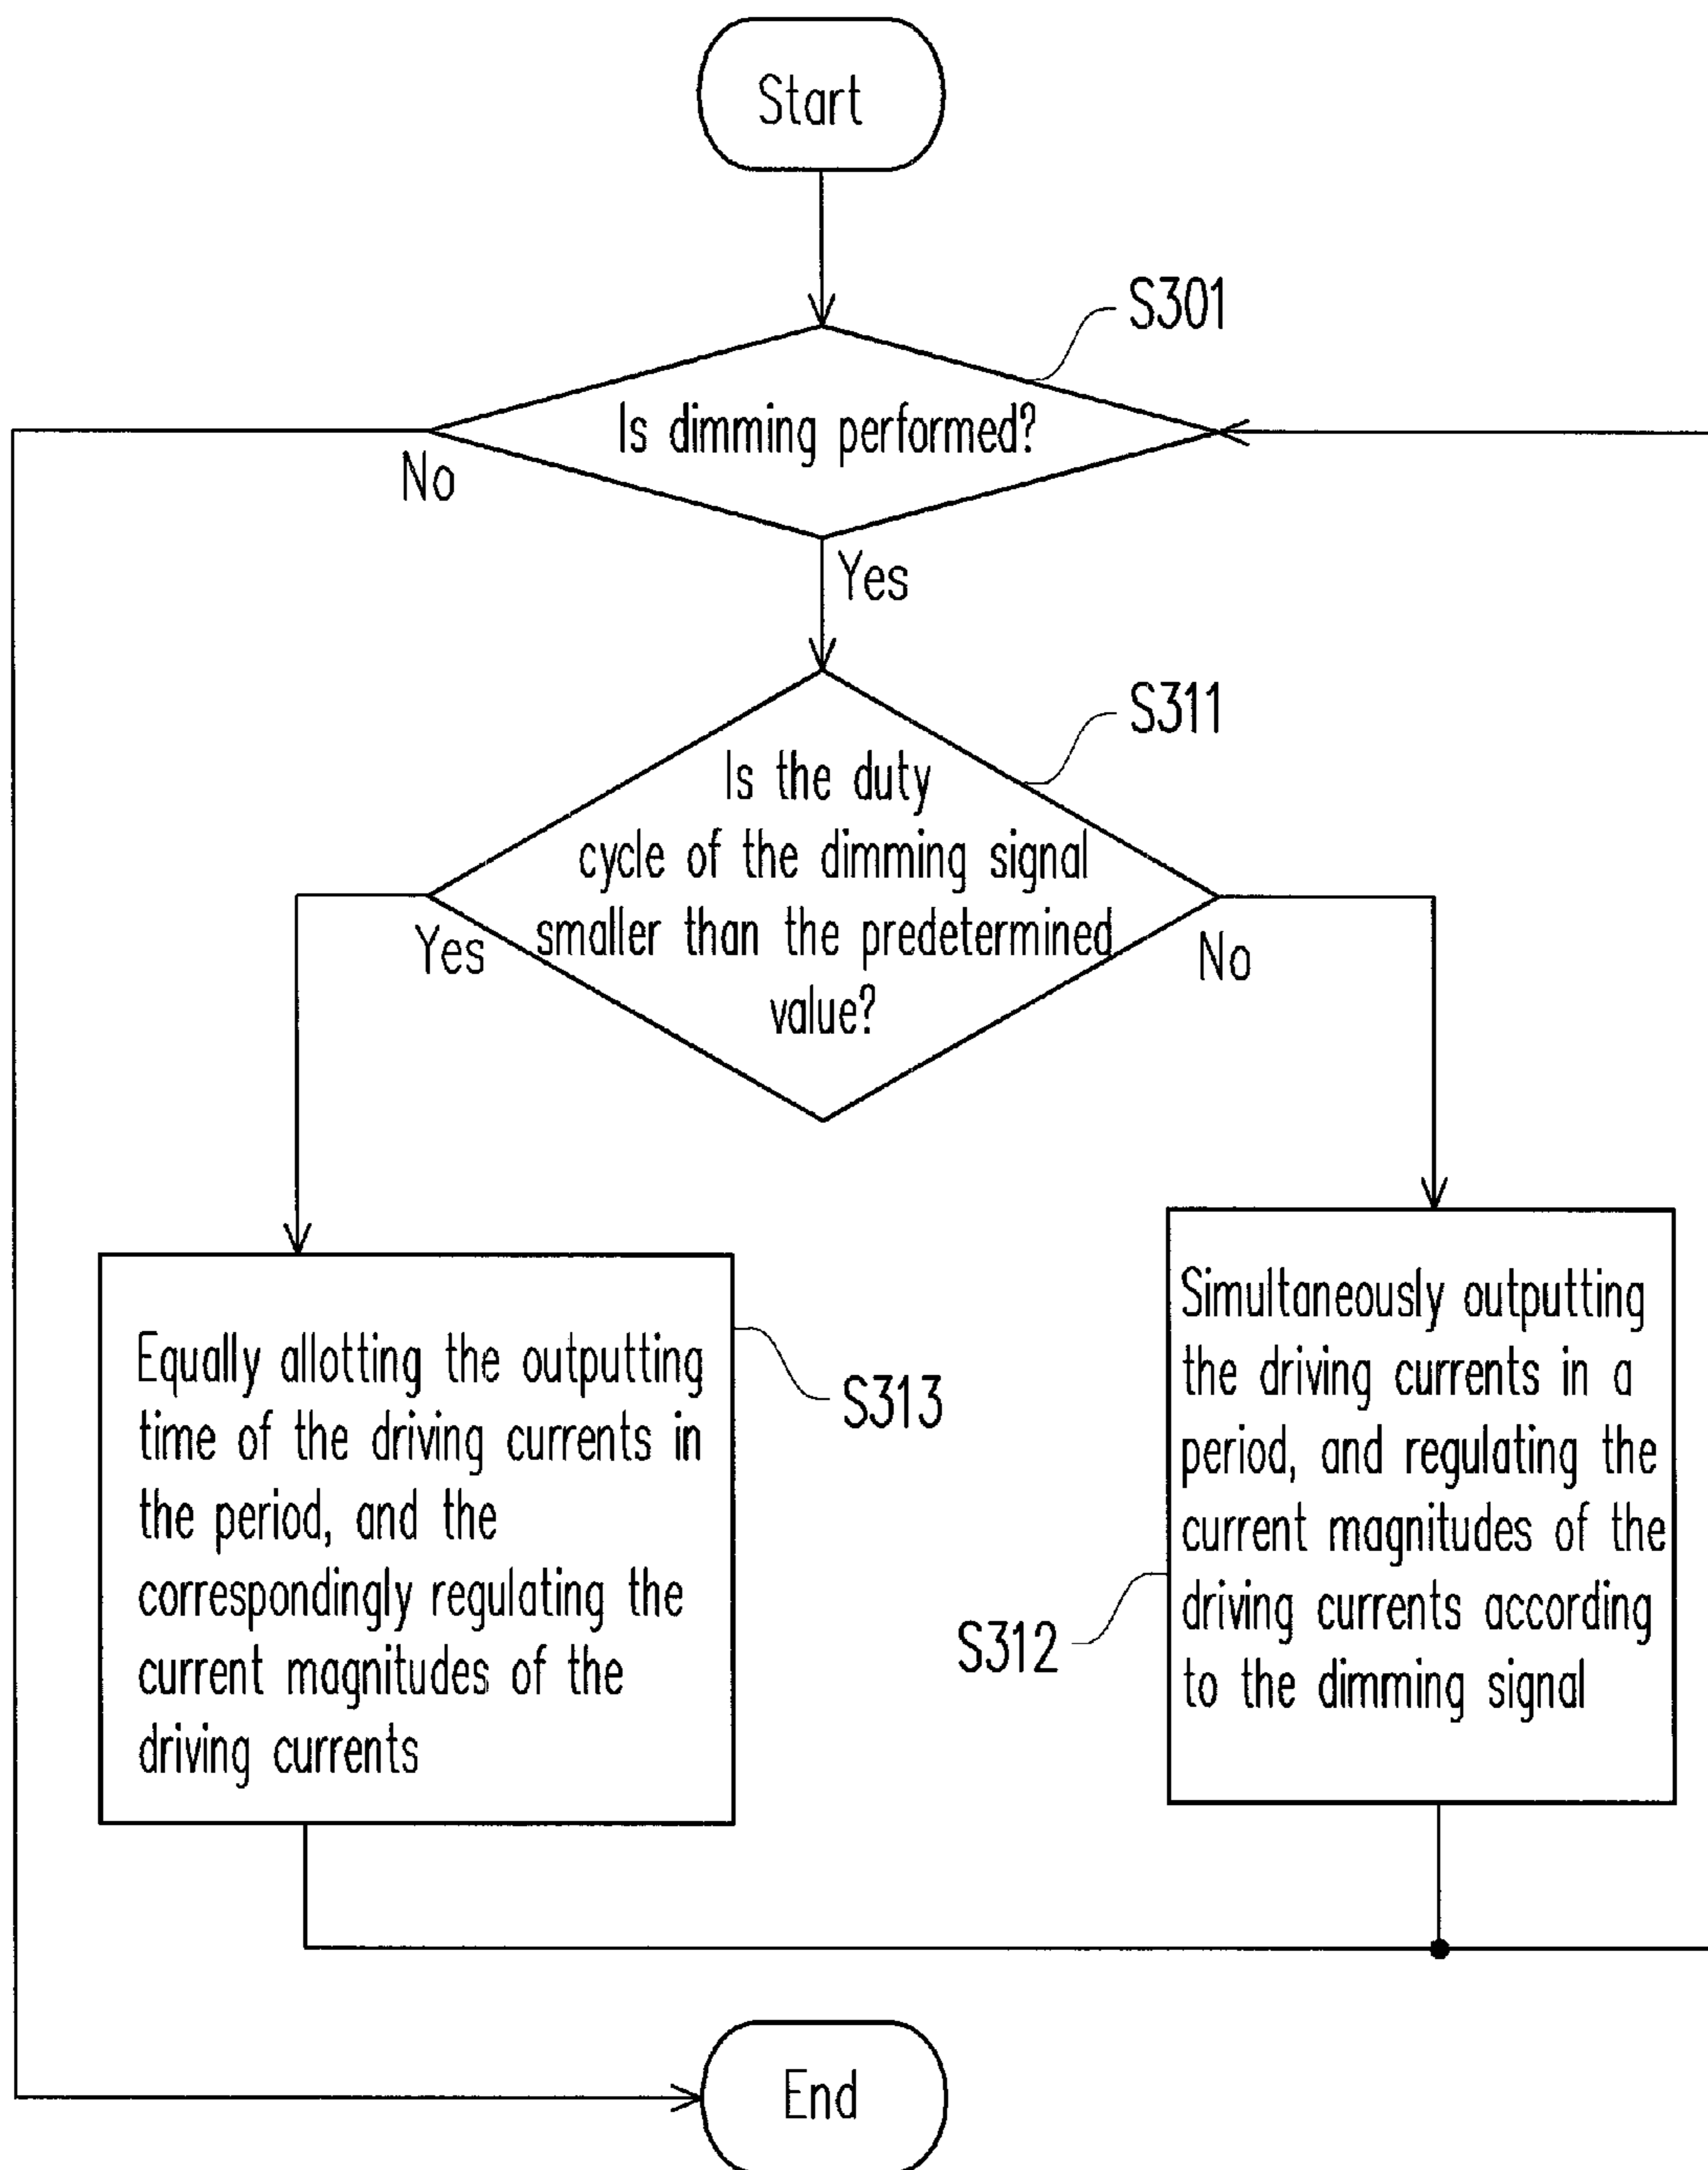 Start
S301
Is dimming performed?
No
Yes
S311
Is the duty
cycle of the dimming signal
smaller than the predetermined
value?
Yes
No
Equally allotting the outputting
time of the driving currents in
the period, and the
correspondingly regulating the
current magnitudes of the
driving currents
S313
Simultaneously outputting
the driving currents in a
period, and regulating the
current magnitudes of the
driving currents according
to the dimming signal
S312
End